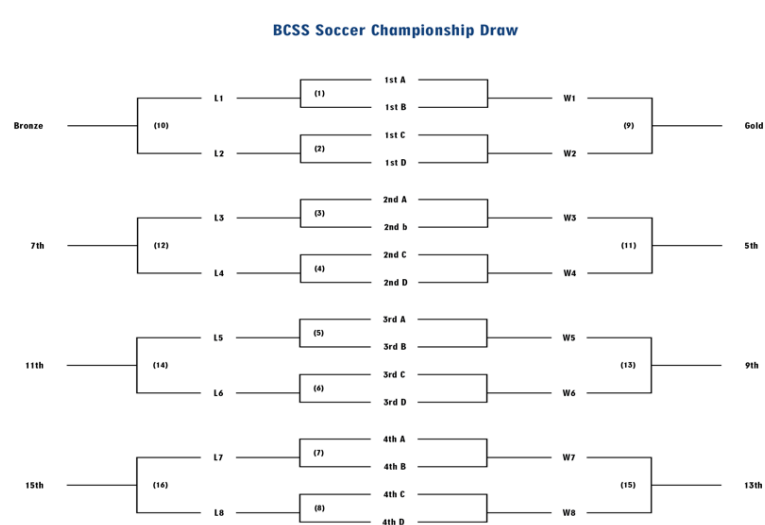 BCSS Soccer Championship Draw
1st A
L1 (1) W1
1st B
Bronze (10) (9) Gold
1st C
L2 (2) W2
1st D
2nd A
L3 (3) W3
2nd b
7th (12) (11) 5th
2nd C
L4 (4) W4
2nd D
3rd A
L5 (5) W5
3rd B
11th (14) (13) 9th
3rd C
L6 (6) W6
3rd D
4th A
L7 (7) W7
4th B
15th (16) (15) 13th
4th C
L8 (8) W8
4th D